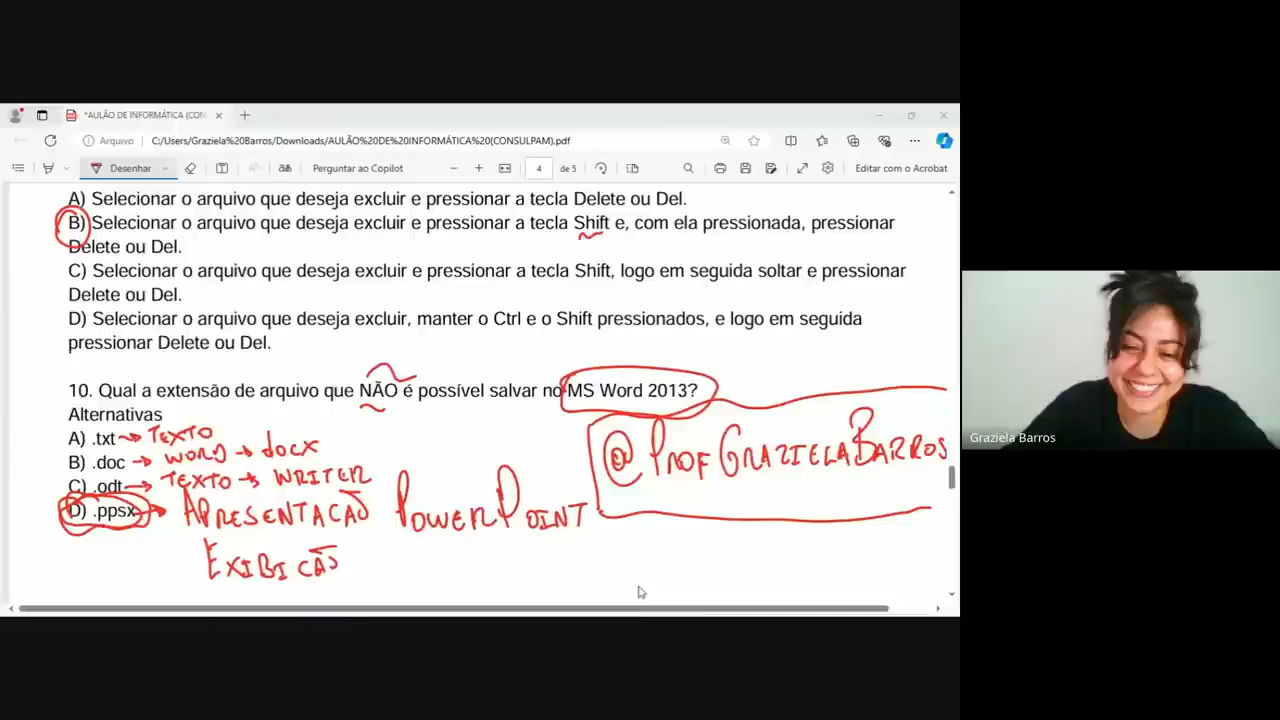 *AULÃO DE INFORMÁTICA (CON
Arquivo C:/Users/Graziela%20Barros/Downloads/AULÃO%20DE%20INFORMÁTICA%20(CONSULPAM).pdf
Desenhar aあ Perguntar ao Copilot 4 de 5 Editar com o Acrobat
A) Selecionar o arquivo que deseja excluir e pressionar a tecla Delete ou Del.
B) Selecionar o arquivo que deseja excluir e pressionar a tecla Shift e, com ela pressionada, pressionar
Delete ou Del.
C) Selecionar o arquivo que deseja excluir e pressionar a tecla Shift, logo em seguida soltar e pressionar
Delete ou Del.
D) Selecionar o arquivo que deseja excluir, manter o Ctrl e o Shift pressionados, e logo em seguida
pressionar Delete ou Del.
10. Qual a extensão de arquivo que NÃO é possível salvar no MS Word 2013?
Alternativas
A) .txt → TEXTO
B) .doc → WORD → docx
C) .odt → TEXTO → WRITER
D) .ppsx → APRESENTAÇÃO POWERPOINT
EXIBIÇÃO
@PROFGRAZIELABARROS
Graziela Barros